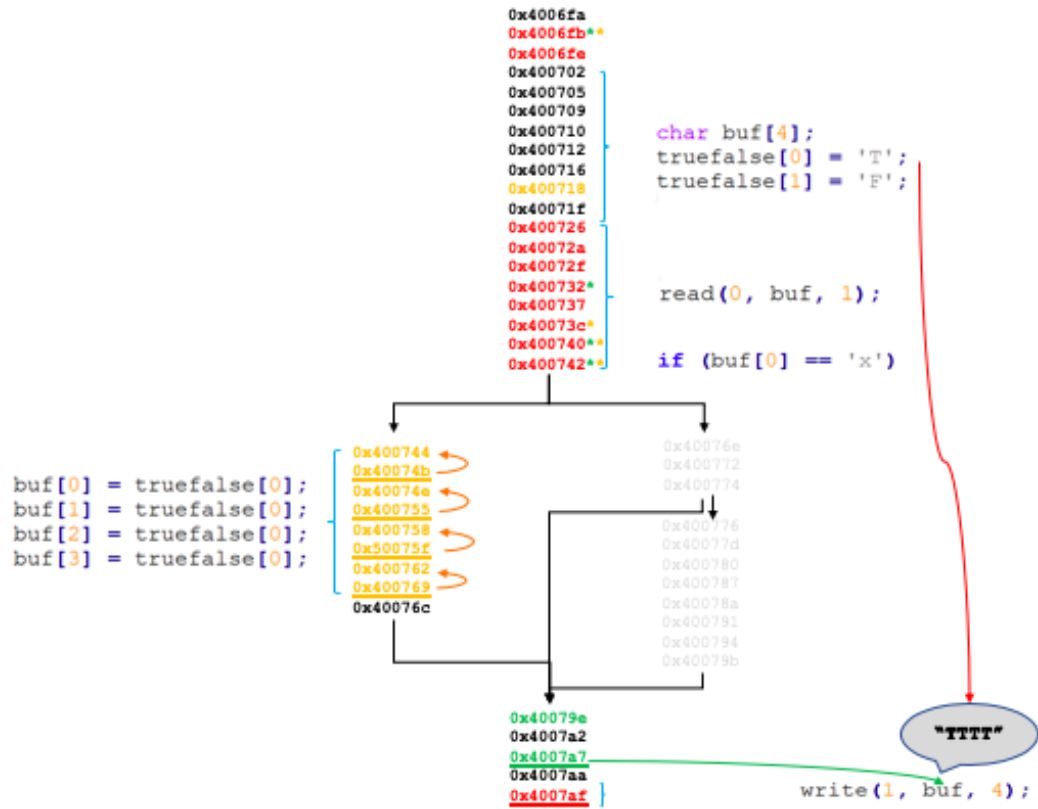 0x4006fa
0x4006fb**
0x4006fe
0x400702
0x400705
0x400709
0x400710
0x400712
0x400716
0x400718
0x40071f
0x400726
0x40072a
0x40072f
0x400732*
0x400737
0x40073c*
0x400740**
0x400742**
char buf[4];
truefalse[0] = 'T';
truefalse[1] = 'F';
read(0, buf, 1);
if (buf[0] == 'x')
buf[0] = truefalse[0];
buf[1] = truefalse[0];
buf[2] = truefalse[0];
buf[3] = truefalse[0];
0x400744
0x40074b
0x40074e
0x400755
0x400758
0x50075f
0x400762
0x400769
0x40076c
0x40076e
0x400772
0x400774
0x400776
0x40077d
0x400780
0x400787
0x40078a
0x400791
0x400794
0x40079b
0x40079e
0x4007a2
0x4007a7
0x4007aa
0x4007af
"TTTT"
write(1, buf, 4);